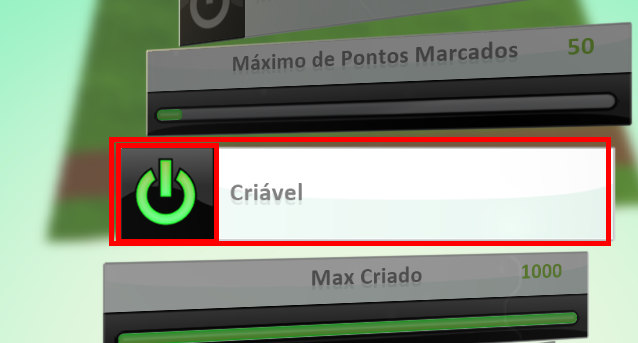 Máximo de Pontos Marcados 50
Criável
Max Criado 1000